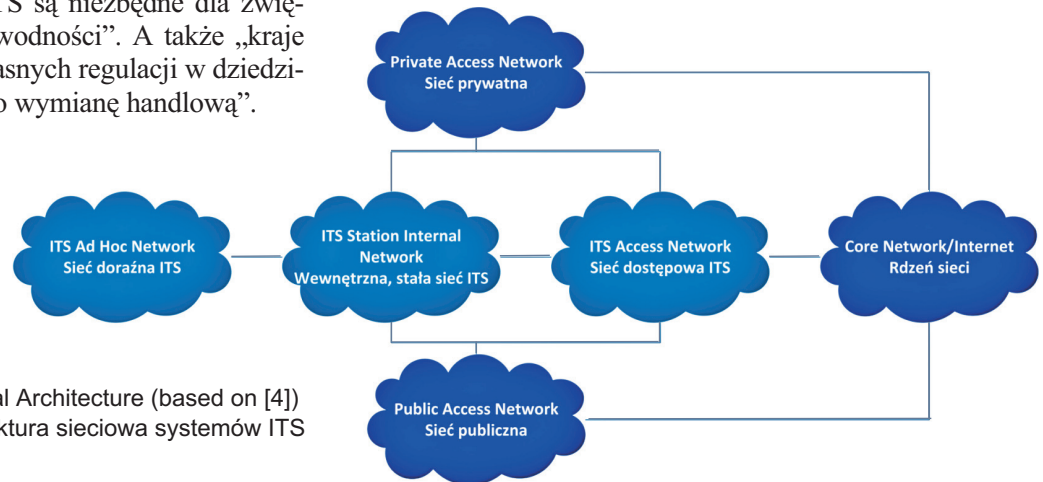 TS są niezbędne dla zwię-
wodności”. A także „kraje
asnych regulacji w dziedzi-
o wymianę handlową”.
Private Access Network
Sieć prywatna
ITS Ad Hoc Network
Sieć doraźna ITS
ITS Station Internal
Network
Wewnętrzna, stała sieć ITS
ITS Access Network
Sieć dostępowa ITS
Core Network/Internet
Rdzeń sieci
Public Access Network
Sieć publiczna
al Architecture (based on [4])
ktura sieciowa systemów ITS